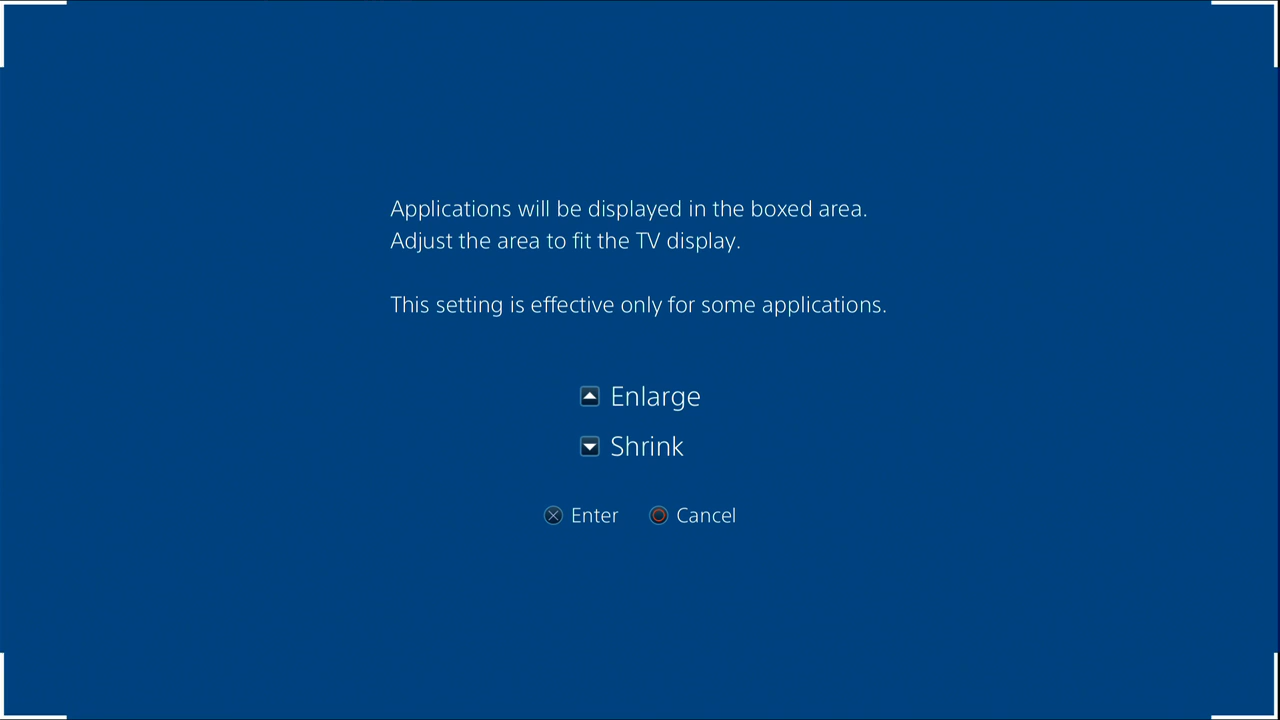 Applications will be displayed in the boxed area.
Adjust the area to fit the TV display.
This setting is effective only for some applications.
Enlarge
Shrink
Enter Cancel